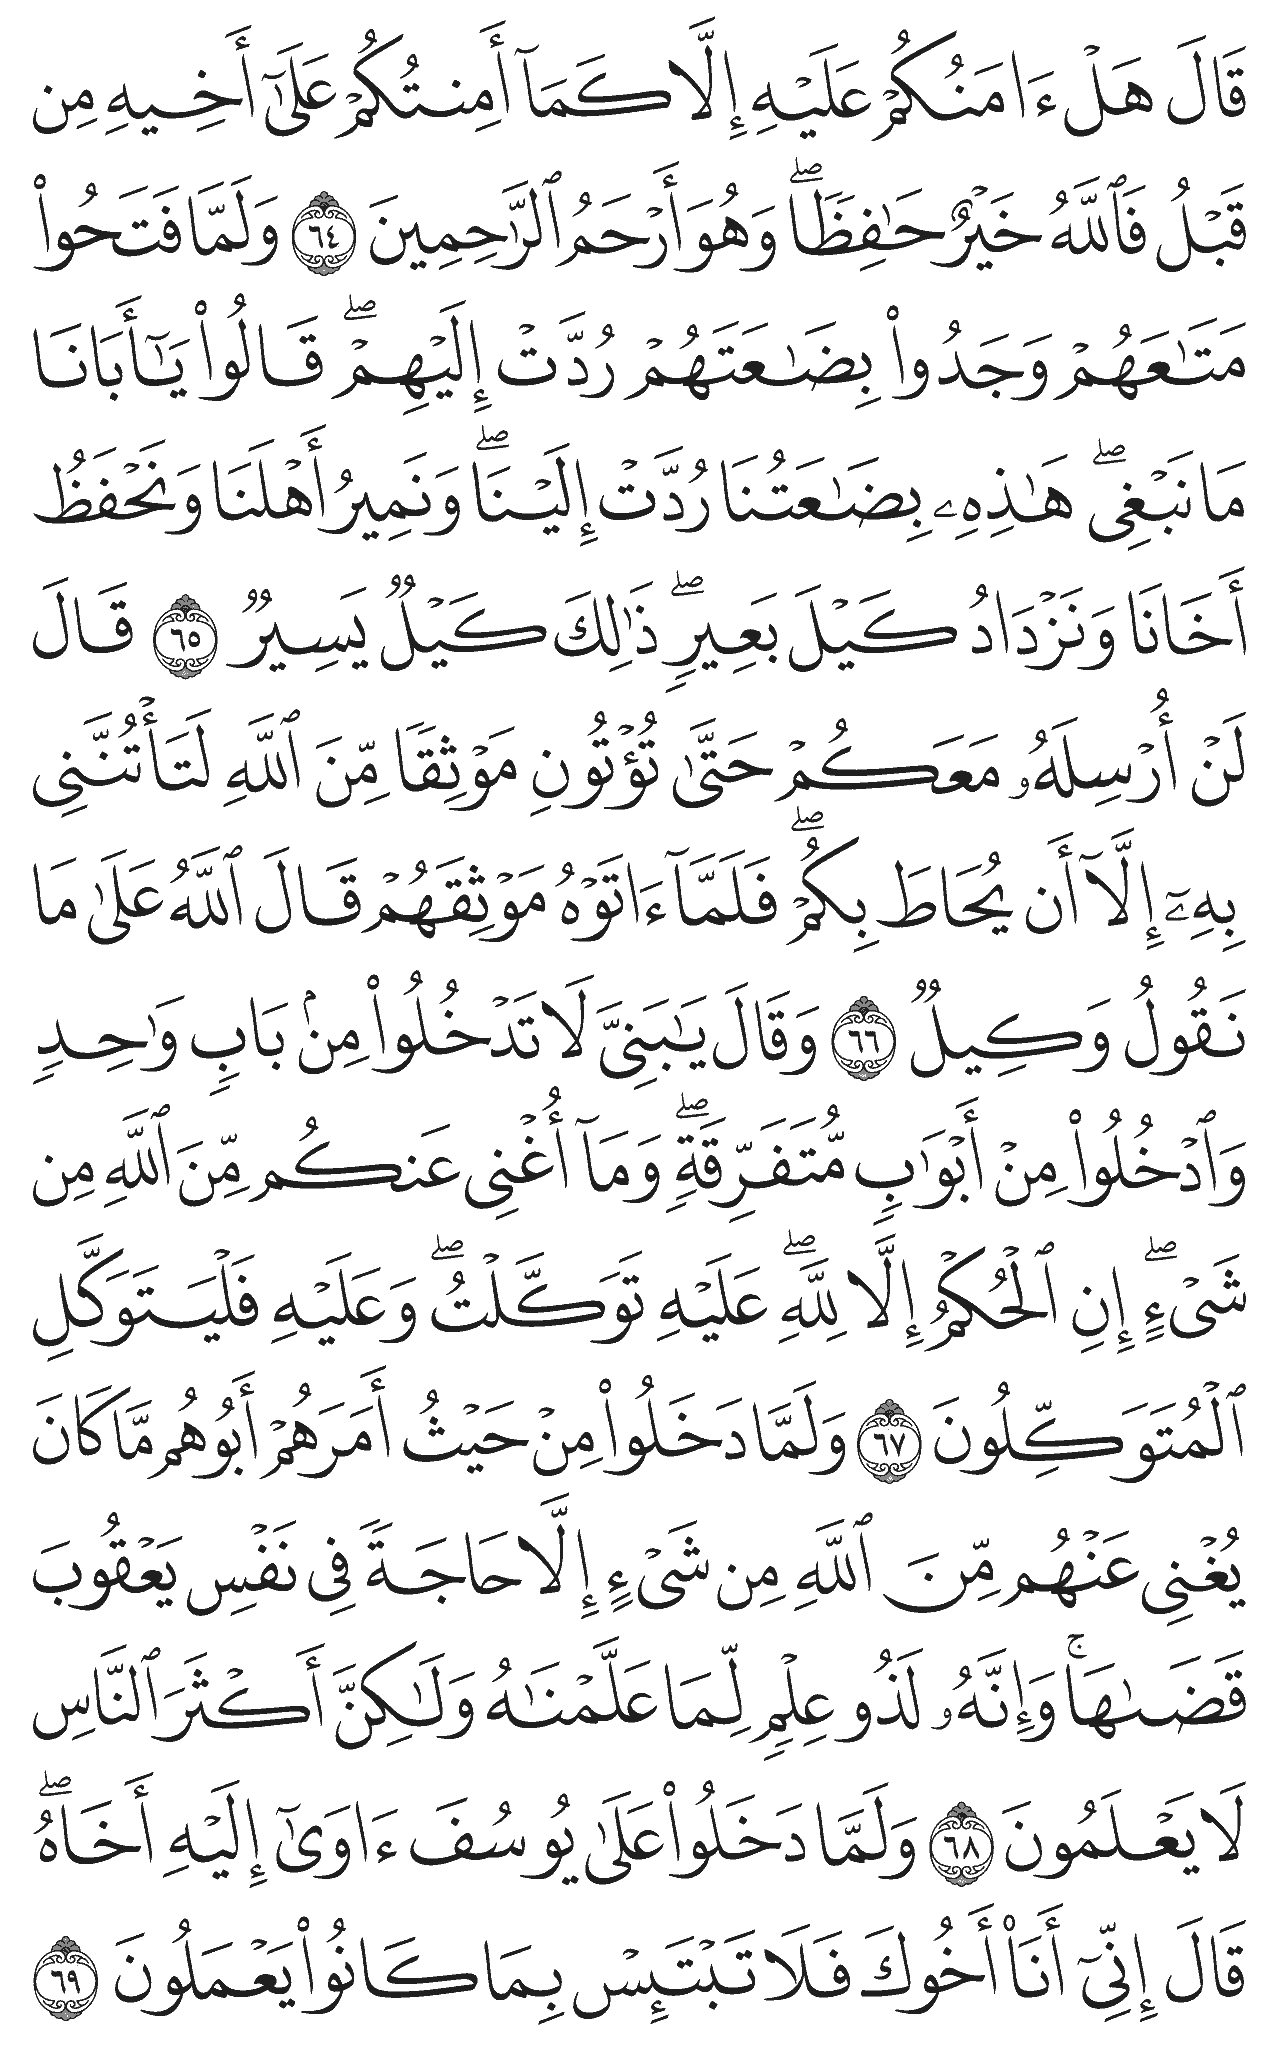 قَالَ هَلْ ءَامَنُكُمْ عَلَيْهِ إِلَّا كَمَآ أَمِنتُكُمْ عَلَىٰٓ أَخِيهِ مِن
قَبْلُ فَٱللَّهُ خَيْرٌ حَـٰفِظًاۖ وَهُوَ أَرْحَمُ ٱلرَّٰحِمِينَ ٦٤ وَلَمَّا فَتَحُوا۟
مَتَـٰعَهُمْ وَجَدُوا۟ بِضَـٰعَتَهُمْ رُدَّتْ إِلَيْهِمْۖ قَالُوا۟ يَـٰٓأَبَانَا
مَا نَبْغِىۖ هَـٰذِهِۦ بِضَـٰعَتُنَا رُدَّتْ إِلَيْنَاۖ وَنَمِيرُ أَهْلَنَا وَنَحْفَظُ
أَخَانَا وَنَزْدَادُ كَيْلَ بَعِيرٍۖ ذَٰلِكَ كَيْلٌ يَسِيرٌ ٦٥ قَالَ
لَنْ أُرْسِلَهُۥ مَعَكُمْ حَتَّىٰ تُؤْتُونِ مَوْثِقًا مِّنَ ٱللَّهِ لَتَأْتُنَّنِى
بِهِۦٓ إِلَّآ أَن يُحَاطَ بِكُمْۖ فَلَمَّآ ءَاتَوْهُ مَوْثِقَهُمْ قَالَ ٱللَّهُ عَلَىٰ مَا
نَقُولُ وَكِيلٌ ٦٦ وَقَالَ يَـٰبَنِىَّ لَا تَدْخُلُوا۟ مِنۢ بَابٍ وَٰحِدٍ
وَٱدْخُلُوا۟ مِنْ أَبْوَٰبٍ مُّتَفَرِّقَةٍۖ وَمَآ أُغْنِى عَنكُم مِّنَ ٱللَّهِ مِن
شَىْءٍۖ إِنِ ٱلْحُكْمُ إِلَّا لِلَّهِۖ عَلَيْهِ تَوَكَّلْتُۖ وَعَلَيْهِ فَلْيَتَوَكَّلِ
ٱلْمُتَوَكِّلُونَ ٦٧ وَلَمَّا دَخَلُوا۟ مِنْ حَيْثُ أَمَرَهُمْ أَبُوهُم مَّا كَانَ
يُغْنِى عَنْهُم مِّنَ ٱللَّهِ مِن شَىْءٍ إِلَّا حَاجَةً فِى نَفْسِ يَعْقُوبَ
قَضَىٰهَاۚ وَإِنَّهُۥ لَذُو عِلْمٍ لِّمَا عَلَّمْنَـٰهُ وَلَـٰكِنَّ أَكْثَرَ ٱلنَّاسِ
لَا يَعْلَمُونَ ٦٨ وَلَمَّا دَخَلُوا۟ عَلَىٰ يُوسُفَ ءَاوَىٰٓ إِلَيْهِ أَخَاهُۖ
قَالَ إِنِّىٓ أَنَا۠ أَخُوكَ فَلَا تَبْتَئِسْ بِمَا كَانُوا۟ يَعْمَلُونَ ٦٩